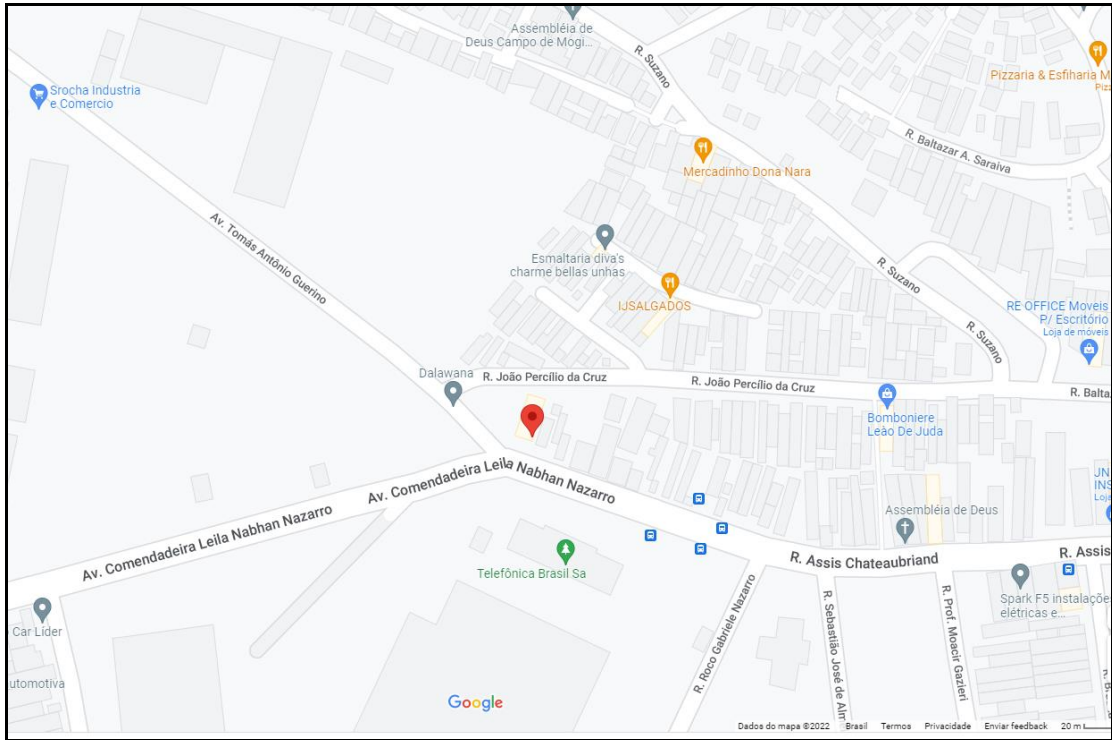 Assembléia de
Deus Campo de Mogi...
R. Suzano
Pizzaria & Esfiharia M
Pizz
Srocha Industria
e Comercio
R. Baltazar A. Saraiva
Mercadinho Dona Nara
Av. Tomás Antônio Guerino
Esmaltaria diva's
charme bellas unhas
R. Suzano
IJSALGADOS
RE OFFICE Moveis
P/ Escritório
Loja de móveis
R. Suzano
Dalawana
R. João Percílio da Cruz
R. João Percílio da Cruz
R. Balta
Bomboniere
Leão De Juda
Av. Comendadeira Leila Nabhan Nazarro
JN
INS
Loja
Av. Comendadeira Leila Nabhan Nazarro
Assembléia de Deus
Telefônica Brasil Sa
R. Assis Chateaubriand
R. Assis
Spark F5 instalaçõe
elétricas e...
R. Roco Gabriele Nazarro
R. Sebastião José de Alm
R. Prof. Moacir Gazieri
Car Líder
utomotiva
Google
Dados do mapa ©2022 Brasil Termos Privacidade Enviar feedback 20 m